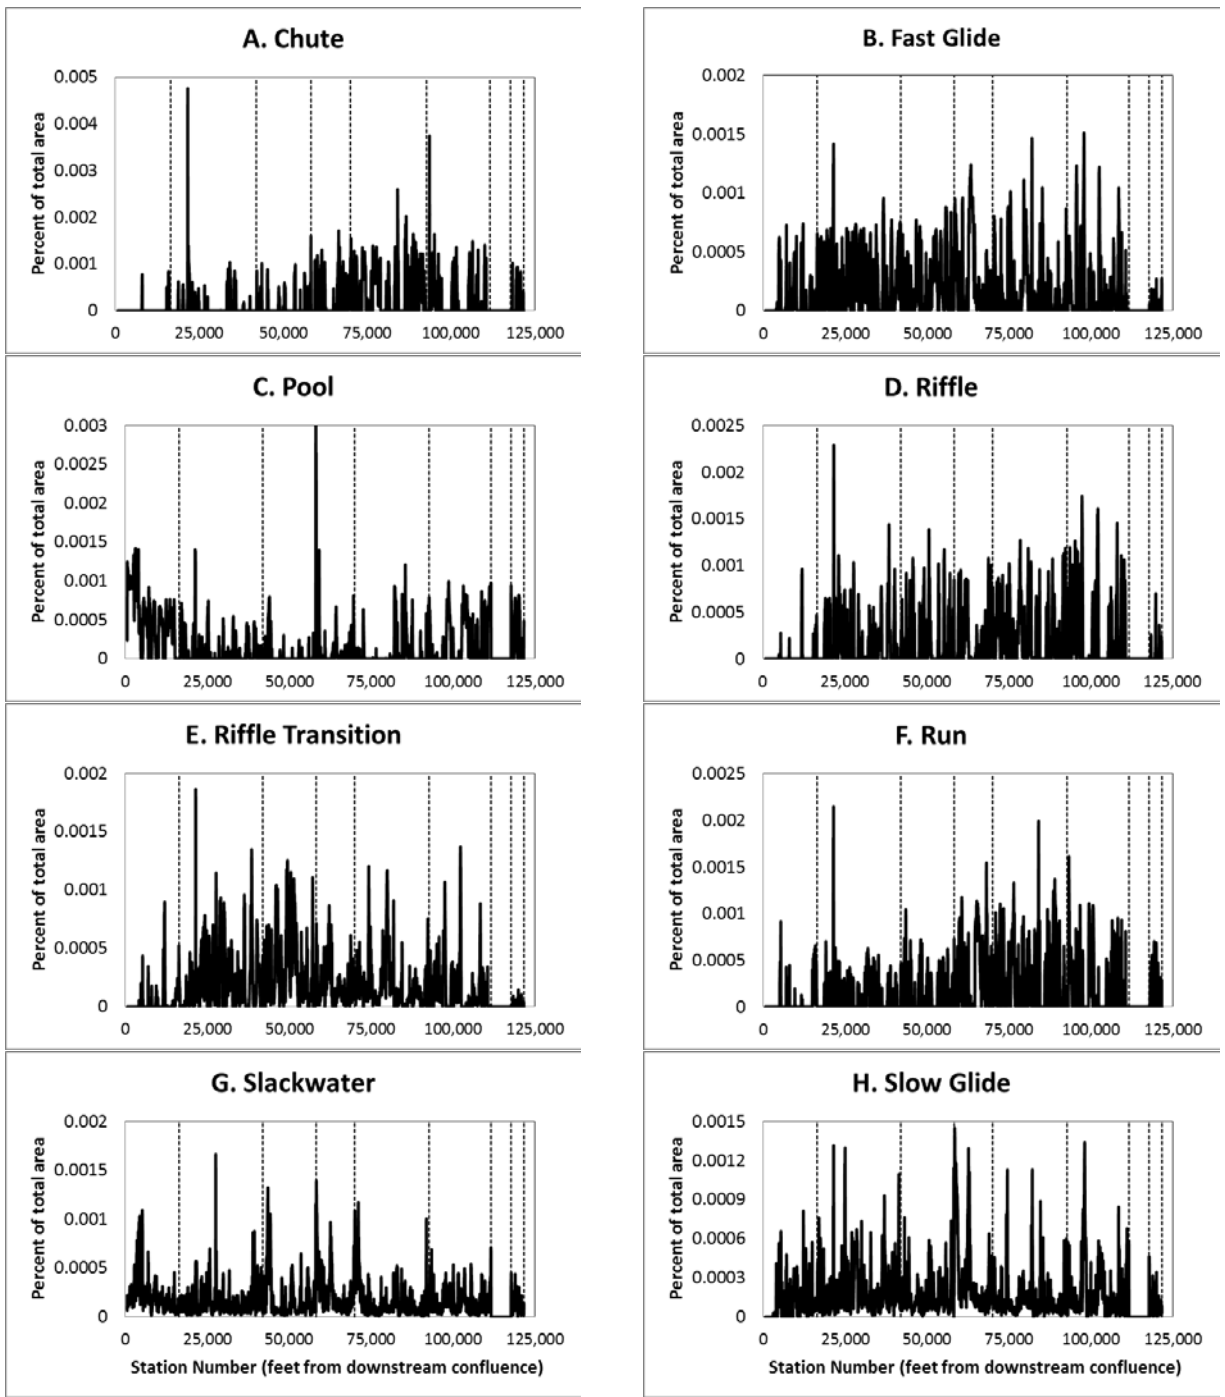 A. Chute
Percent of total area
0.005
0.004
0.003
0.002
0.001
0
0 25,000 50,000 75,000 100,000 125,000
B. Fast Glide
Percent of total area
0.002
0.0015
0.001
0.0005
0
0 25,000 50,000 75,000 100,000 125,000
C. Pool
Percent of total area
0.003
0.0025
0.002
0.0015
0.001
0.0005
0
0 25,000 50,000 75,000 100,000 125,000
D. Riffle
Percent of total area
0.0025
0.002
0.0015
0.001
0.0005
0
0 25,000 50,000 75,000 100,000 125,000
E. Riffle Transition
Percent of total area
0.002
0.0015
0.001
0.0005
0
0 25,000 50,000 75,000 100,000 125,000
F. Run
Percent of total area
0.0025
0.002
0.0015
0.001
0.0005
0
0 25,000 50,000 75,000 100,000 125,000
G. Slackwater
Percent of total area
0.002
0.0015
0.001
0.0005
0
0 25,000 50,000 75,000 100,000 125,000
Station Number (feet from downstream confluence)
H. Slow Glide
Percent of total area
0.0015
0.0012
0.0009
0.0006
0.0003
0
0 25,000 50,000 75,000 100,000 125,000
Station Number (feet from downstream confluence)